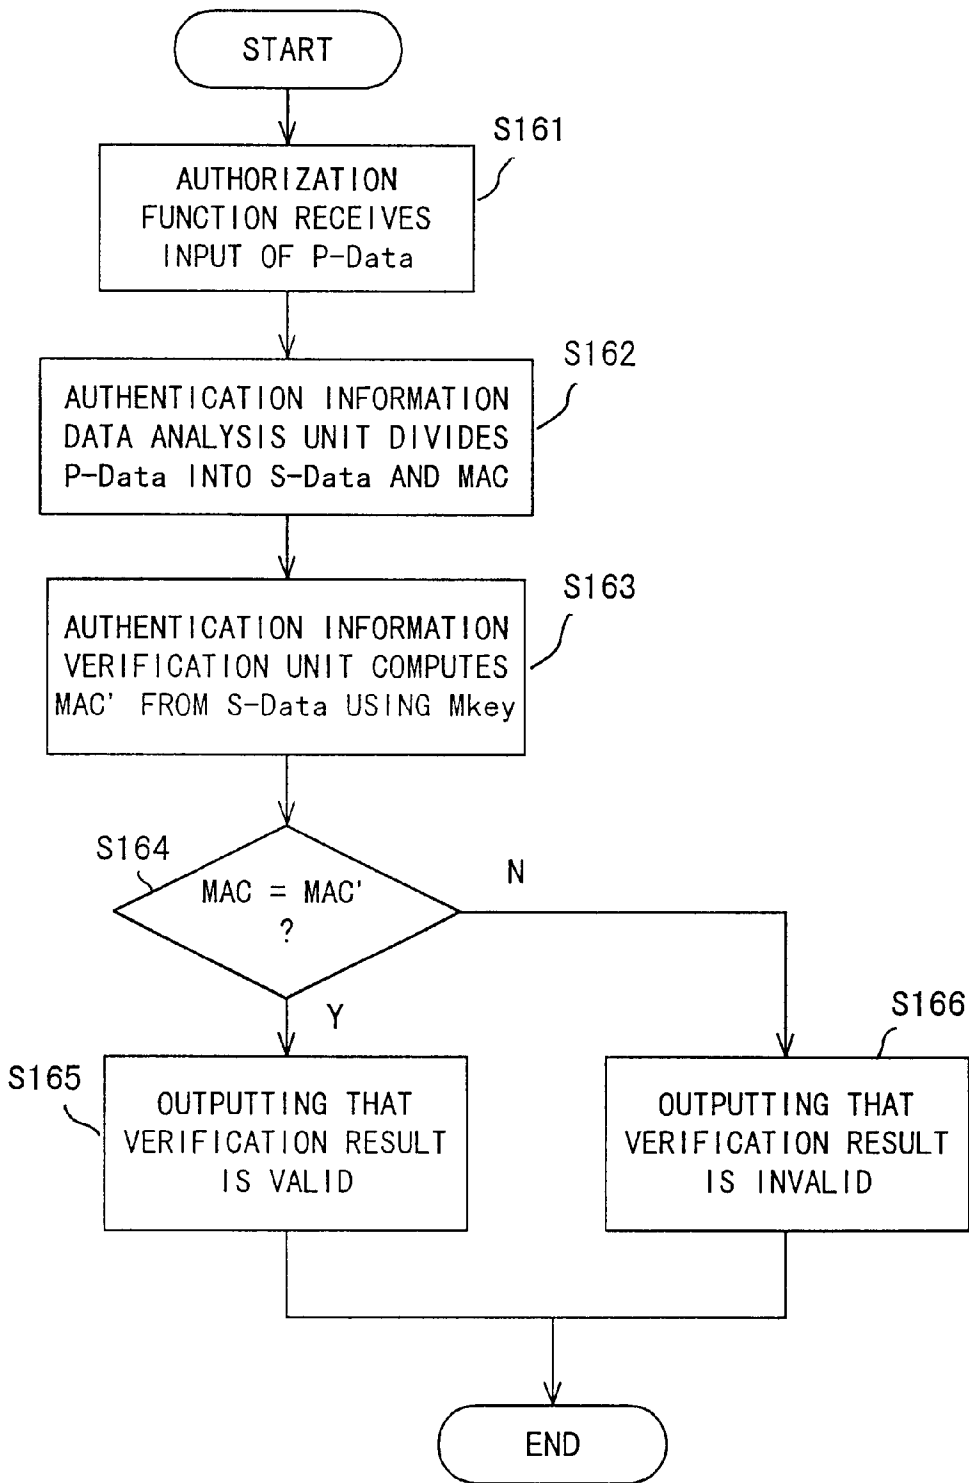 START
S161
AUTHORIZATION
FUNCTION RECEIVES
INPUT OF P-Data
S162
AUTHENTICATION INFORMATION
DATA ANALYSIS UNIT DIVIDES
P-Data INTO S-Data AND MAC
S163
AUTHENTICATION INFORMATION
VERIFICATION UNIT COMPUTES
MAC' FROM S-Data USING Mkey
S164
MAC = MAC'
?
N
Y
S165
OUTPUTTING THAT
VERIFICATION RESULT
IS VALID
S166
OUTPUTTING THAT
VERIFICATION RESULT
IS INVALID
END